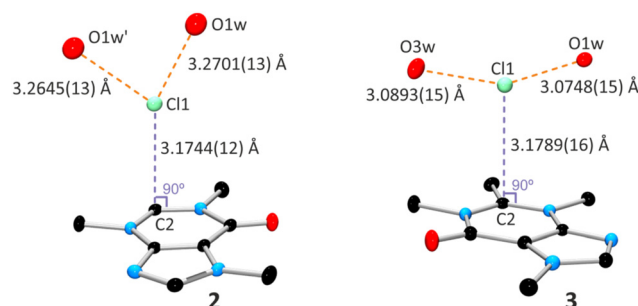 O1w'
O1w
3.2701(13) Å
3.2645(13) Å
Cl1
3.1744(12) Å
90º
C2
2
O3w
O1w
Cl1
3.0748(15) Å
3.0893(15) Å
3.1789(16) Å
90º
C2
3